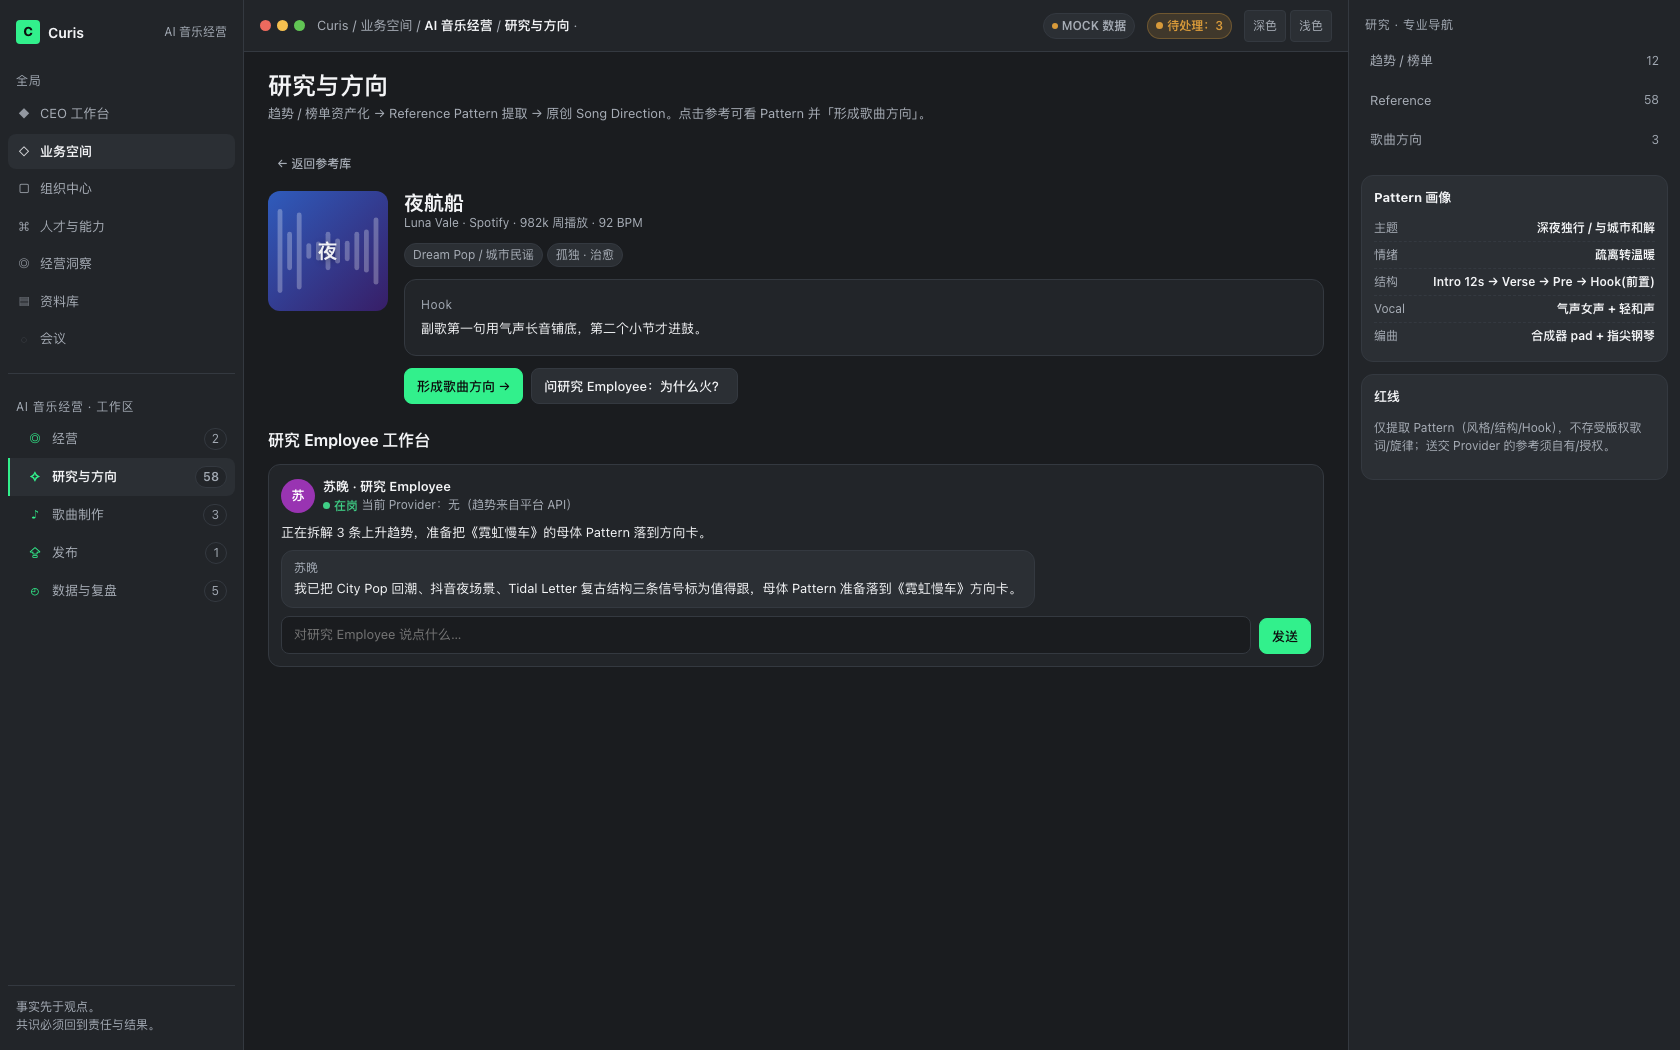 C Curis AI 音乐经营
全局
CEO 工作台
业务空间
组织中心
人才与能力
经营洞察
资料库
会议
AI 音乐经营 · 工作区
经营 2
研究与方向 58
歌曲制作 3
发布 1
数据与复盘 5
事实先于观点。
共识必须回到责任与结果。
Curis / 业务空间 / AI 音乐经营 / 研究与方向 ·
MOCK 数据
待处理：3
深色
浅色
研究与方向
趋势 / 榜单资产化 → Reference Pattern 提取 → 原创 Song Direction。点击参考可看 Pattern 并「形成歌曲方向」。
← 返回参考库
夜
夜航船
Luna Vale · Spotify · 982k 周播放 · 92 BPM
Dream Pop / 城市民谣
孤独 · 治愈
Hook
副歌第一句用气声长音铺底，第二个小节才进鼓。
形成歌曲方向 →
问研究 Employee：为什么火？
研究 Employee 工作台
苏
苏晚 · 研究 Employee
在岗 当前 Provider：无（趋势来自平台 API）
正在拆解 3 条上升趋势，准备把《霓虹慢车》的母体 Pattern 落到方向卡。
苏晚
我已把 City Pop 回潮、抖音夜场景、Tidal Letter 复古结构三条信号标为值得跟，母体 Pattern 准备落到《霓虹慢车》方向卡。
对研究 Employee 说点什么…
发送
研究 · 专业导航
趋势 / 榜单 12
Reference 58
歌曲方向 3
Pattern 画像
主题 深夜独行 / 与城市和解
情绪 疏离转温暖
结构 Intro 12s → Verse → Pre → Hook(前置)
Vocal 气声女声 + 轻和声
编曲 合成器 pad + 指尖钢琴
红线
仅提取 Pattern（风格/结构/Hook），不存受版权歌
词/旋律；送交 Provider 的参考须自有/授权。